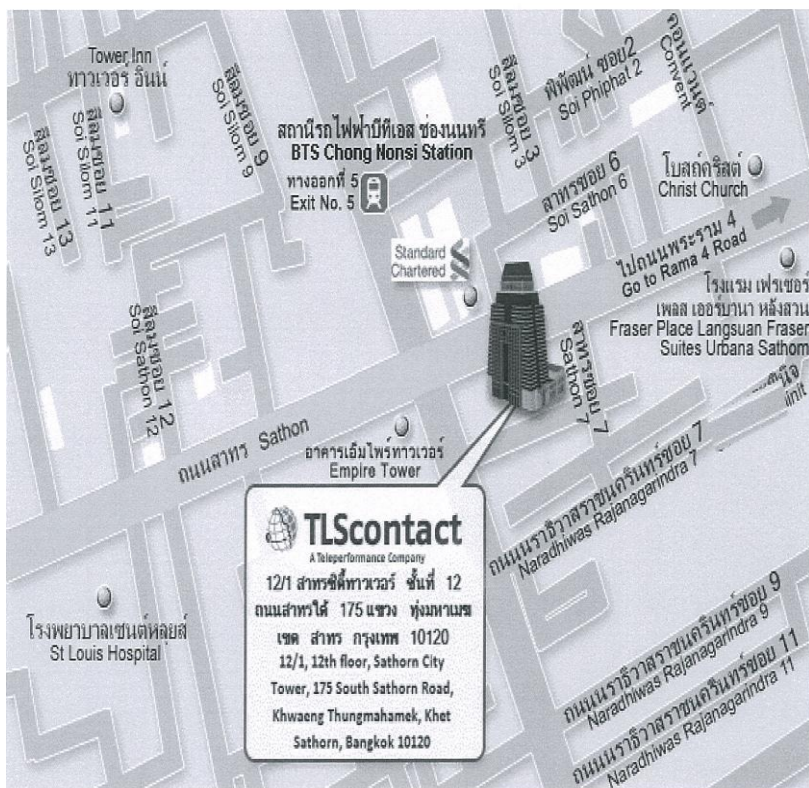 Tower Inn
ทาวเวอร์ อินน์
สีลมซอย 9
Soi Silom 9
สีลมซอย 11
Soi Silom 11
สีลมซอย 13
Soi Silom 13
สถานีรถไฟฟ้าบีทีเอส ช่องนนทรี
BTS Chong Nonsi Station
ทางออกที่ 5
Exit No. 5
สีลมซอย 3
Soi Silom 3
พิพัฒน์ ซอย2
Soi Phiphat 2
คอนแวนต์
Convent
สาทรซอย 6
Soi Sathon 6
โบสถ์คริสต์
Christ Church
ไปถนนพระราม 4
Go to Rama 4 Road
Standard
Chartered
โรงแรม เฟรเซอร์
เพลส เออร์บานา หลังสวน
Fraser Place Langsuan Fraser
Suites Urbana Sathorn
สีลมซอย 12
Soi Sathon 12
สาทรซอย 7
Sathon 7
ถนนสาทร Sathon
อาคารเอ็มไพร์ทาวเวอร์
Empire Tower
ถนนนราธิวาสราชนครินทร์ซอย 7
Naradhiwas Rajanagarindra 7
TLScontact
A Teleperformance Company
12/1 สาทรซิตี้ทาวเวอร์ ชั้นที่ 12
ถนนสาทรใต้ 175 แขวง ทุ่งมหาเมฆ
เขต สาทร กรุงเทพ 10120
12/1, 12th floor, Sathorn City
Tower, 175 South Sathorn Road,
Khwaeng Thungmahamek, Khet
Sathorn, Bangkok 10120
โรงพยาบาลเซนต์หลุยส์
St Louis Hospital
ถนนนราธิวาสราชนครินทร์ซอย 9
Naradhiwas Rajanagarindra 9
ถนนนราธิวาสราชนครินทร์ซอย 11
Naradhiwas Rajanagarindra 11